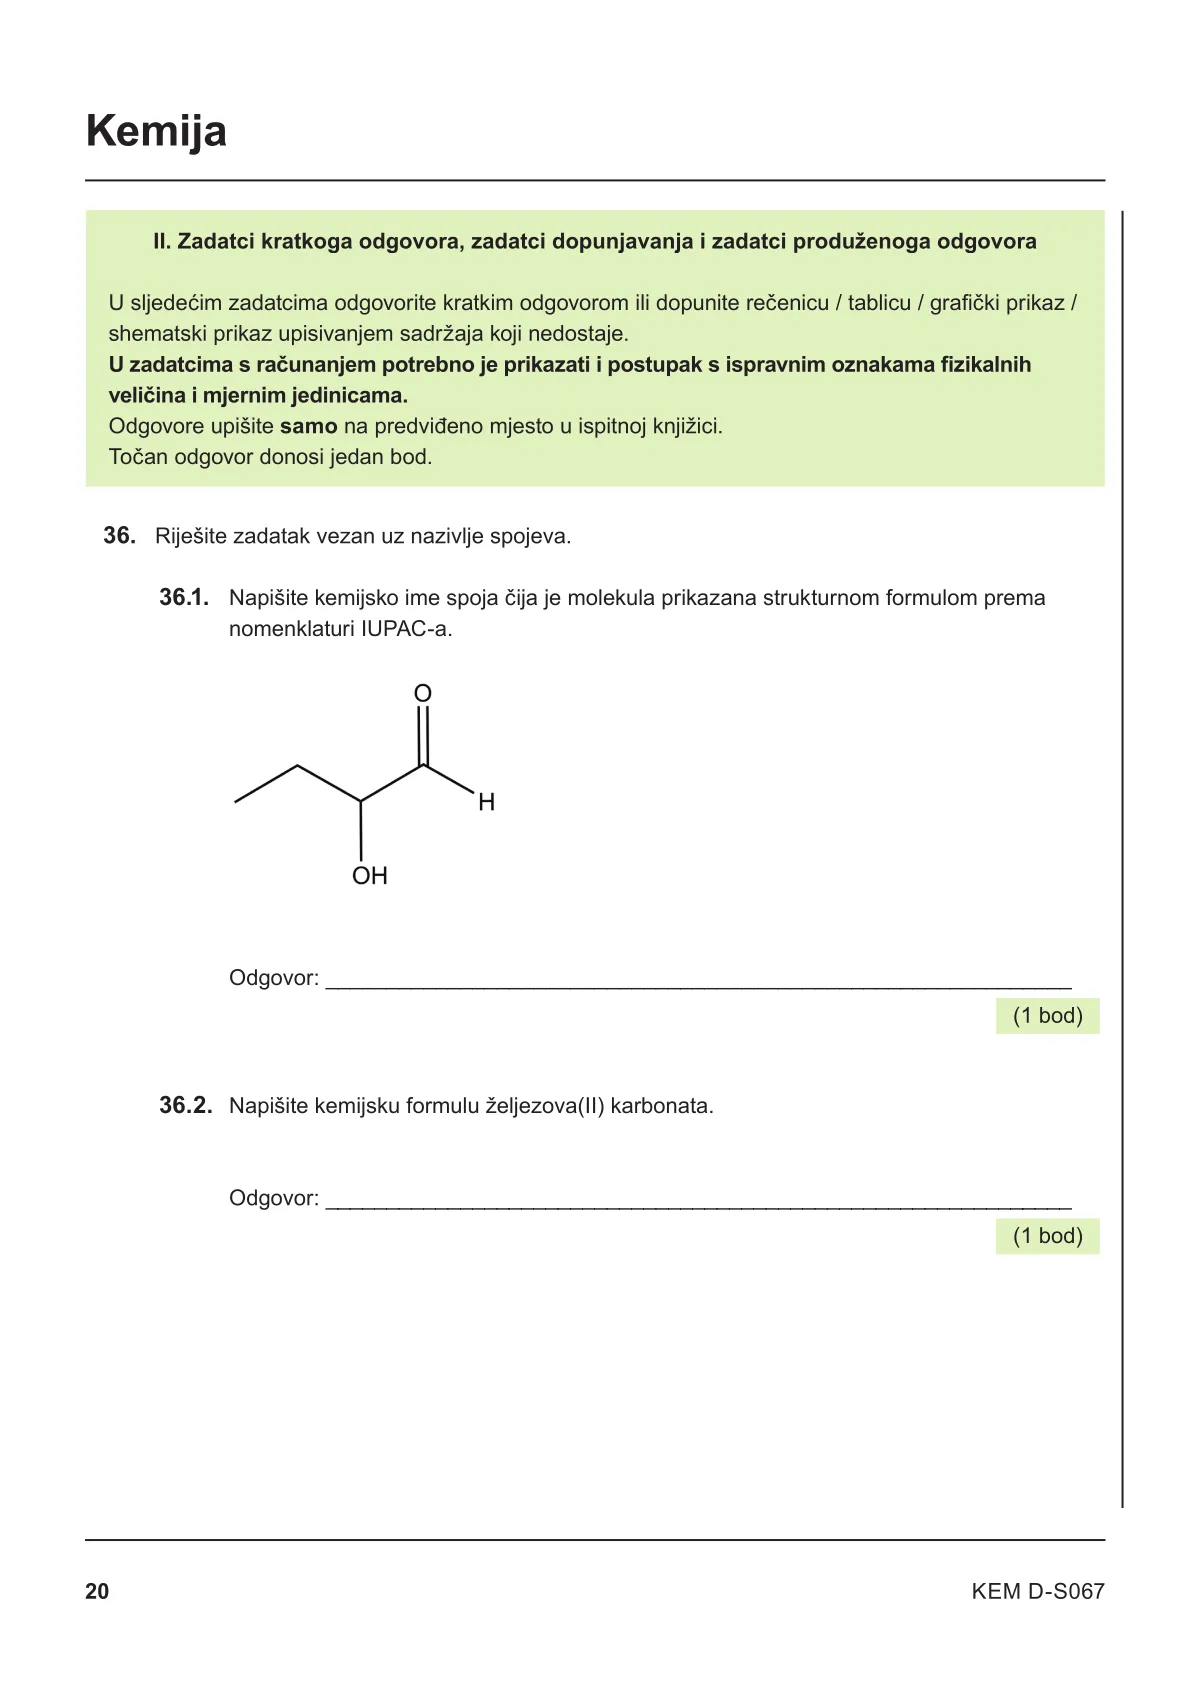 Kemija
II. Zadatci kratkoga odgovora, zadatci dopunjavanja i zadatci produženoga odgovora
U sljedećim zadatcima odgovorite kratkim odgovorom ili dopunite rečenicu / tablicu / grafički prikaz /
shematski prikaz upisivanjem sadržaja koji nedostaje.
U zadatcima s računanjem potrebno je prikazati i postupak s ispravnim oznakama fizikalnih
veličina i mjernim jedinicama.
Odgovore upišite samo na predviđeno mjesto u ispitnoj knjižici.
Točan odgovor donosi jedan bod.
36. Riješite zadatak vezan uz nazivlje spojeva.
36.1. Napišite kemijsko ime spoja čija je molekula prikazana strukturnom formulom prema
nomenklaturi IUPAC-a.
O
H
OH
Odgovor: ______________________________________________________________
(1 bod)
36.2. Napišite kemijsku formulu željezova(II) karbonata.
Odgovor: ______________________________________________________________
(1 bod)
20 KEM D-S067